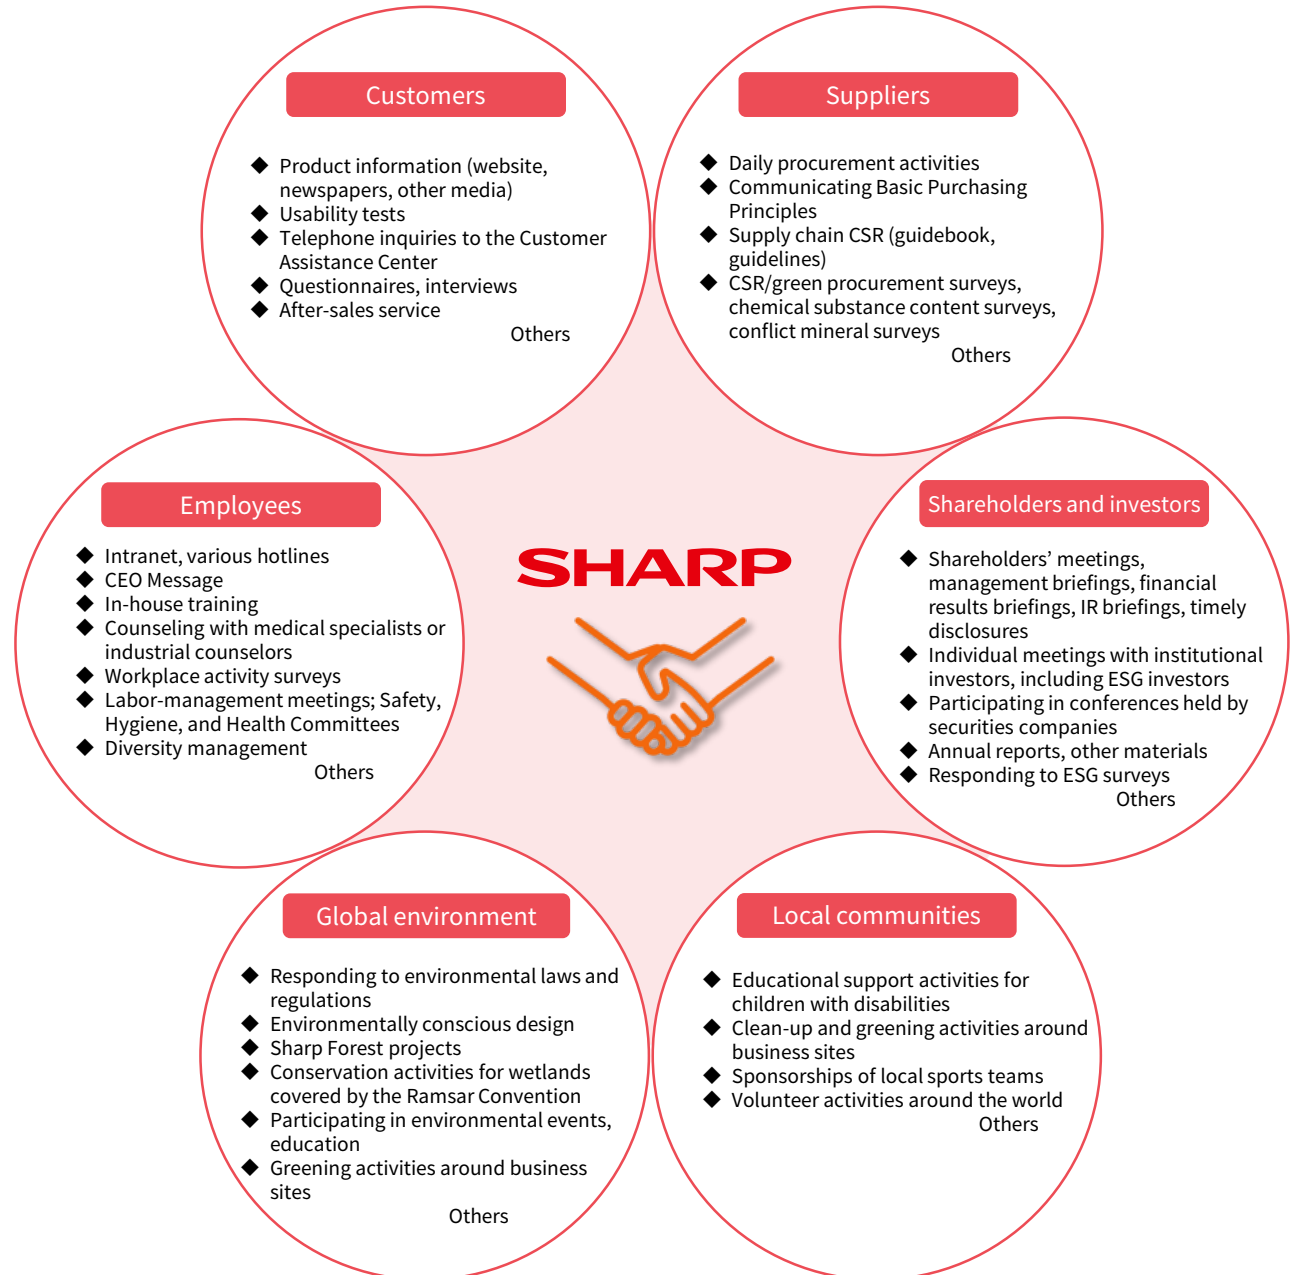 Customers
◆ Product information (website,
newspapers, other media)
◆ Usability tests
◆ Telephone inquiries to the Customer
Assistance Center
◆ Questionnaires, interviews
◆ After-sales service
Others
Suppliers
◆ Daily procurement activities
◆ Communicating Basic Purchasing
Principles
◆ Supply chain CSR (guidebook,
guidelines)
◆ CSR/green procurement surveys,
chemical substance content surveys,
conflict mineral surveys
Others
Employees
◆ Intranet, various hotlines
◆ CEO Message
◆ In-house training
◆ Counseling with medical specialists or
industrial counselors
◆ Workplace activity surveys
◆ Labor-management meetings; Safety,
Hygiene, and Health Committees
◆ Diversity management
Others
SHARP
Shareholders and investors
◆ Shareholders’ meetings,
management briefings, financial
results briefings, IR briefings, timely
disclosures
◆ Individual meetings with institutional
investors, including ESG investors
◆ Participating in conferences held by
securities companies
◆ Annual reports, other materials
◆ Responding to ESG surveys
Others
Global environment
◆ Responding to environmental laws and
regulations
◆ Environmentally conscious design
◆ Sharp Forest projects
◆ Conservation activities for wetlands
covered by the Ramsar Convention
◆ Participating in environmental events,
education
◆ Greening activities around business
sites
Others
Local communities
◆ Educational support activities for
children with disabilities
◆ Clean-up and greening activities around
business sites
◆ Sponsorships of local sports teams
◆ Volunteer activities around the world
Others